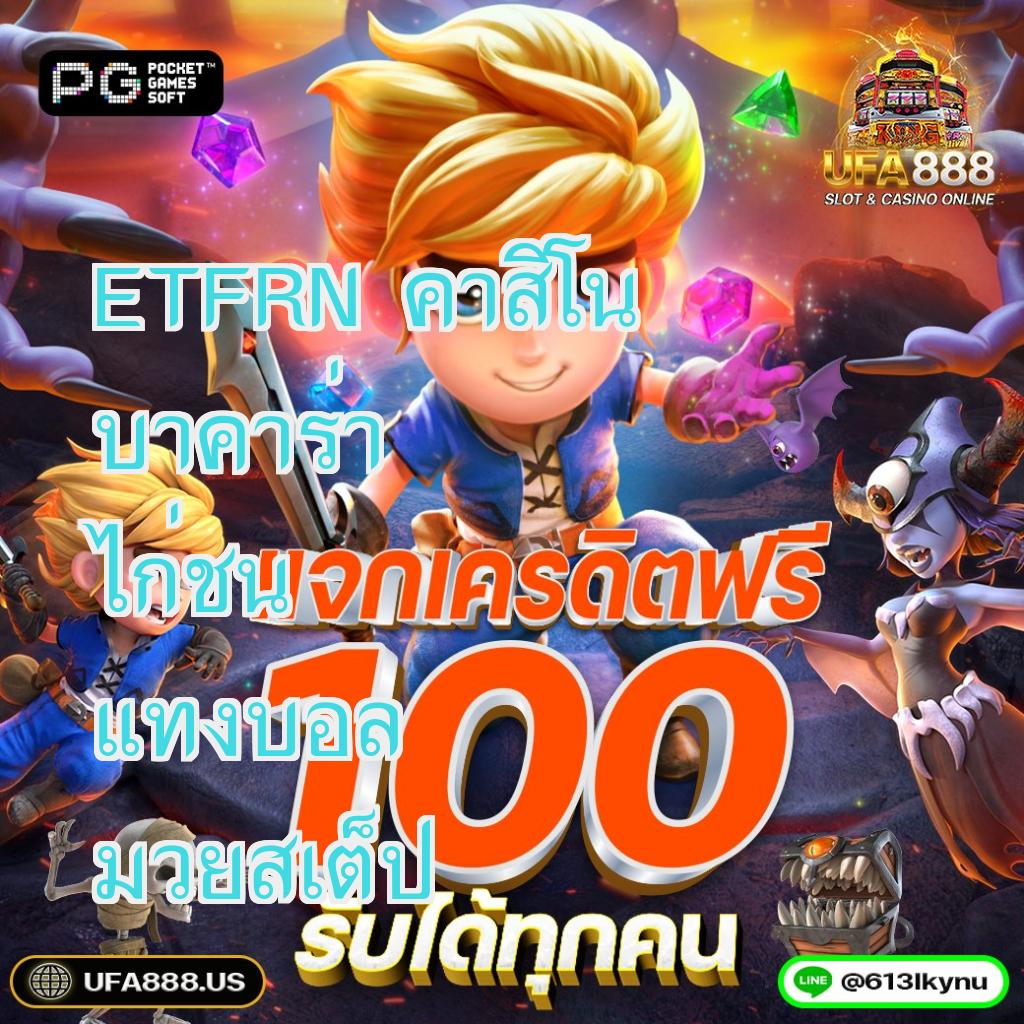 PG POCKET GAMES SOFT™
UFA888
SLOT & CASINO ONLINE
ETFRN คาสิโน
บาคาร่า
ไก่ชน
แจกเครดิตฟรี
100
แทงบอล
มวยสเต็ป
รับได้ทุกคน
UFA888.US
LINE @613lkynu